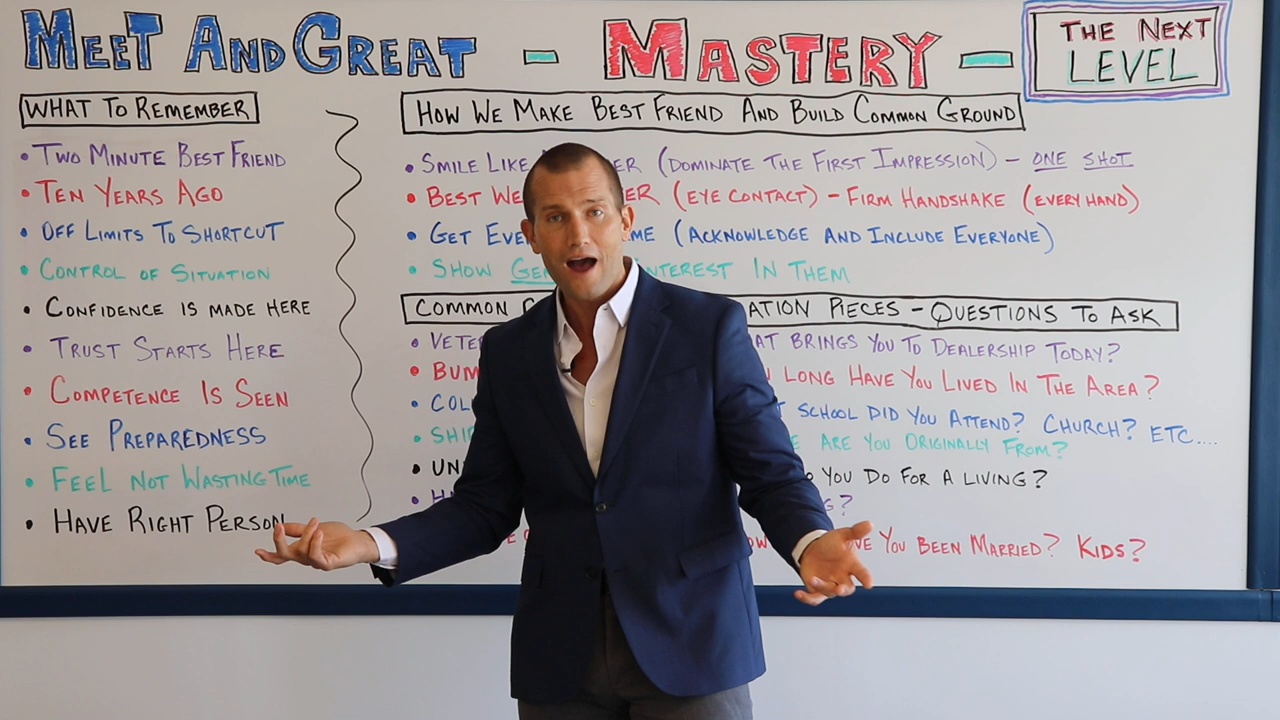 MEET AND GREAT - MASTERY - THE NEXT LEVEL
WHAT TO REMEMBER
• TWO MINUTE BEST FRIEND
• TEN YEARS AGO
• OFF LIMITS TO SHORTCUT
• CONTROL OF SITUATION
• CONFIDENCE IS MADE HERE
• TRUST STARTS HERE
• COMPETENCE IS SEEN
• SEE PREPAREDNESS
• FEEL NOT WASTING TIME
• HAVE RIGHT PERSON
HOW WE MAKE BEST FRIEND AND BUILD COMMON GROUND
• SMILE LIKE (DOMINATE THE FIRST IMPRESSION) - ONE SHOT
• BEST (EYE CONTACT) - FIRM HANDSHAKE (EVERY HAND)
• GET (ACKNOWLEDGE AND INCLUDE EVERYONE)
• SHOW INTEREST IN THEM
COMMON PIECES - QUESTIONS TO ASK
• BRINGS YOU TO DEALERSHIP TODAY?
• LONG HAVE YOU LIVED IN THE AREA?
• SCHOOL DID YOU ATTEND? CHURCH? ETC....
• ARE YOU ORIGINALLY FROM?
• YOU DO FOR A LIVING?
YOU BEEN MARRIED? KIDS?